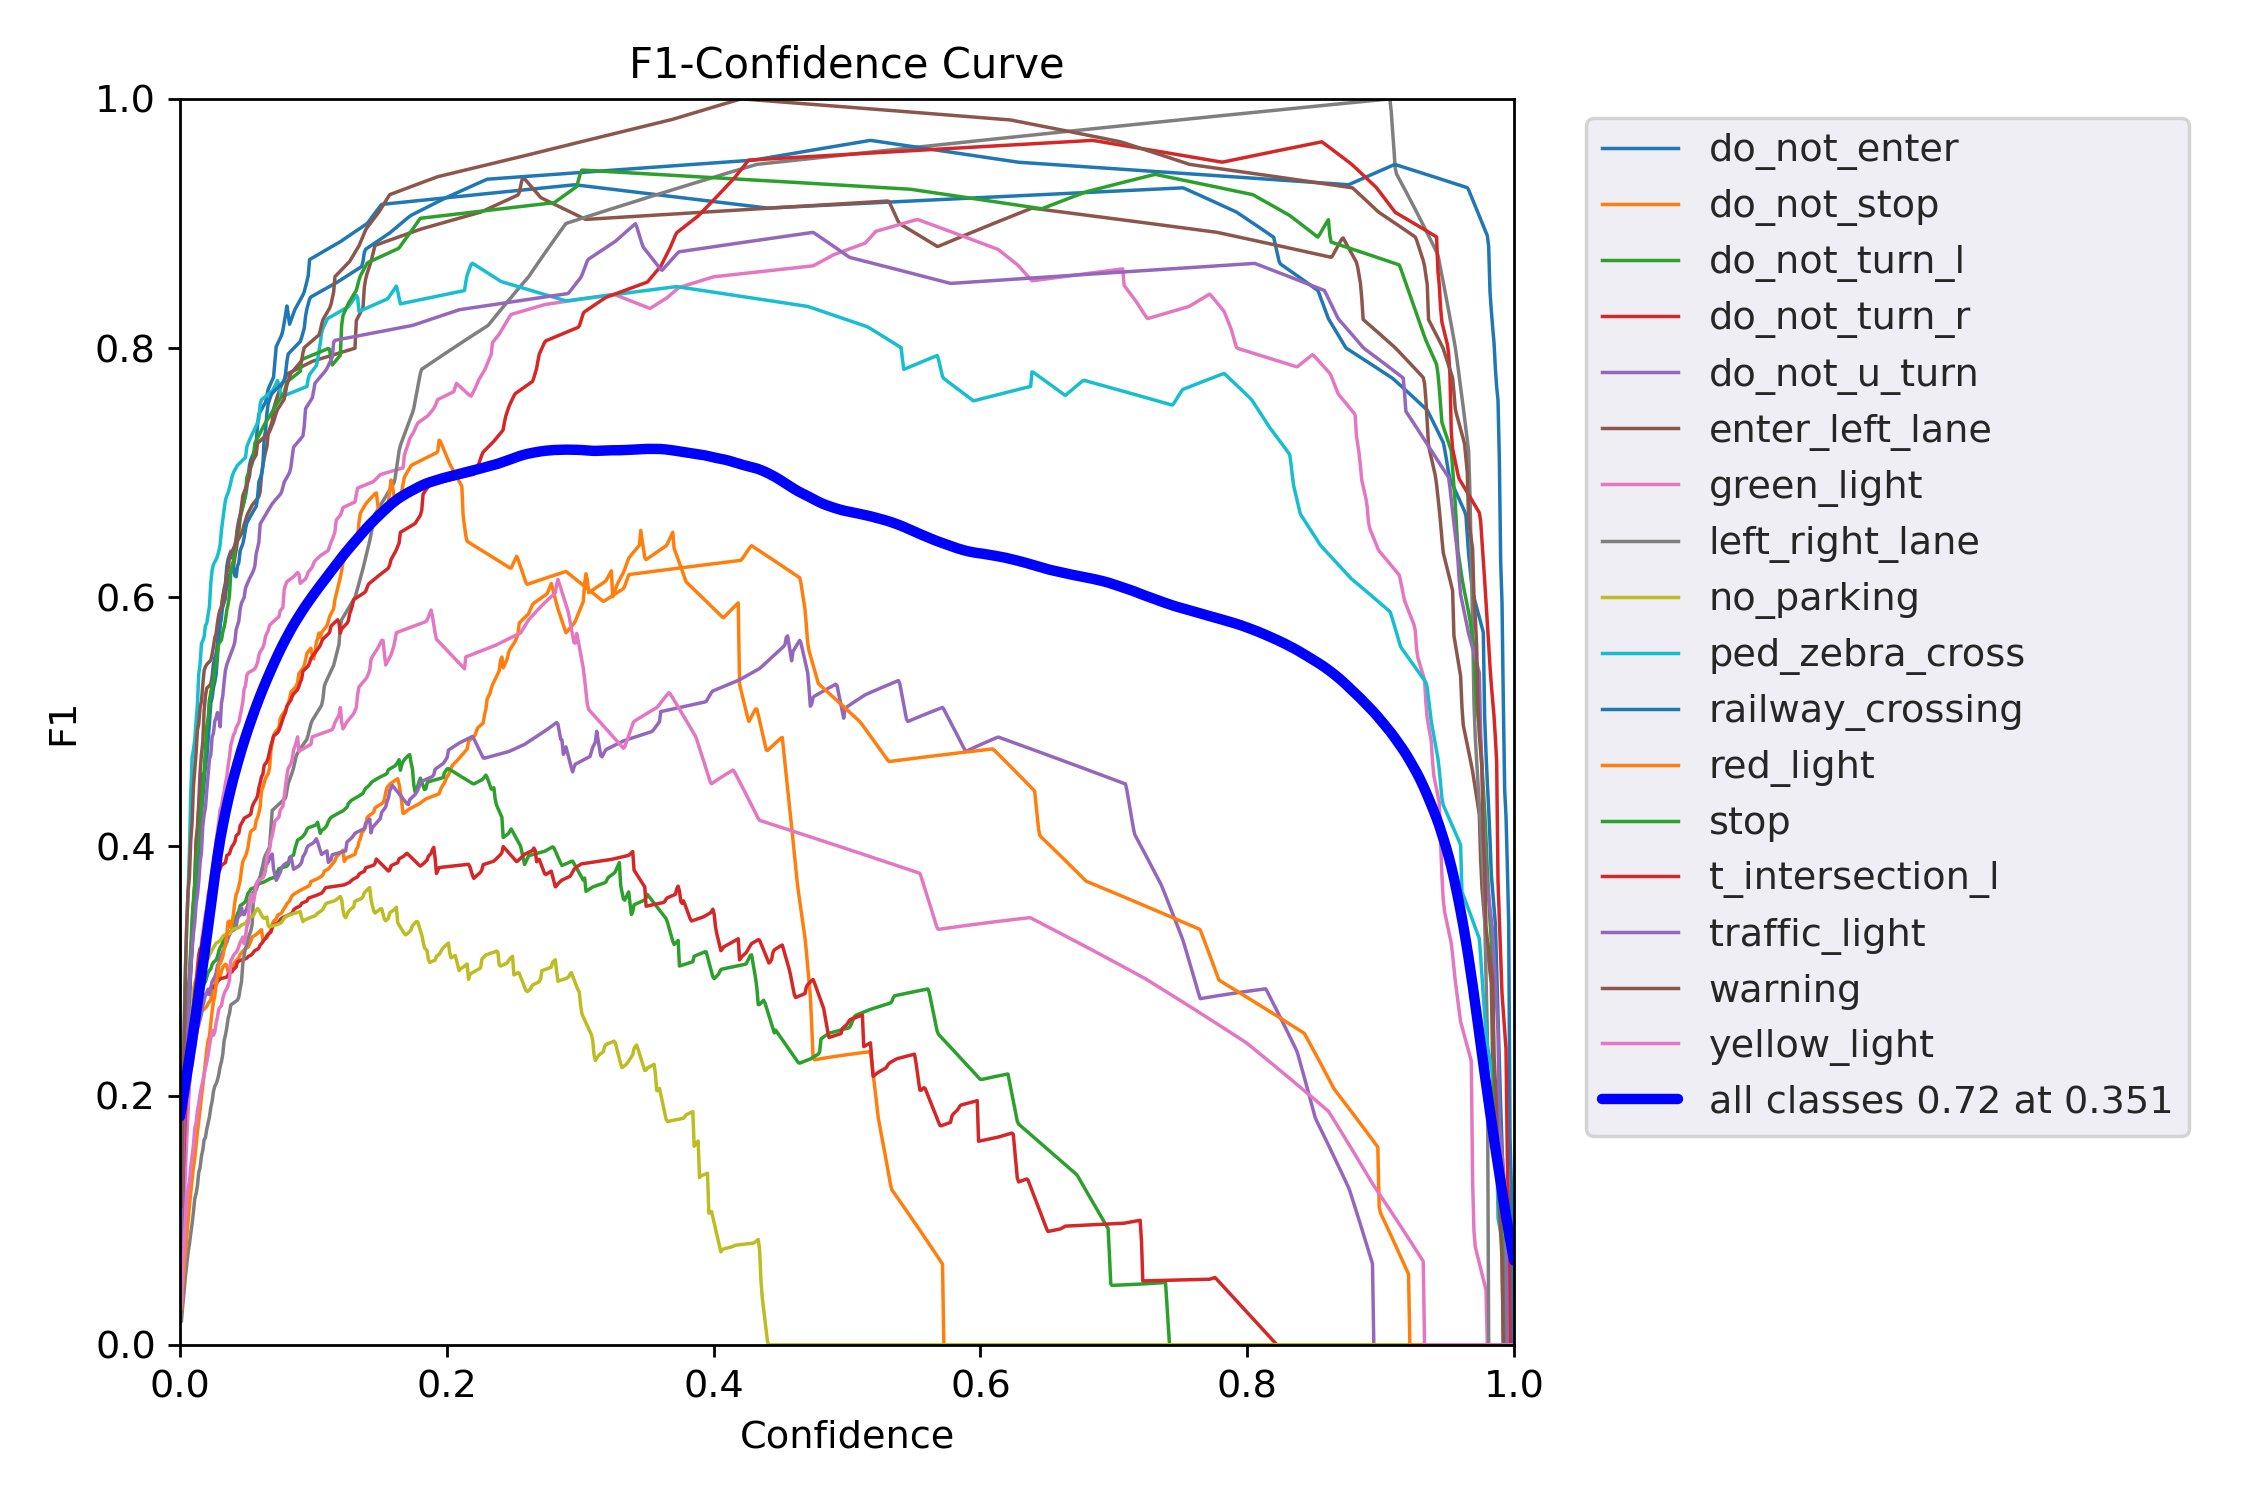 F1-Confidence Curve
1.0
0.8
0.6
0.4
0.2
0.0
F1
0.0 0.2 0.4 0.6 0.8 1.0
Confidence
do_not_enter
do_not_stop
do_not_turn_l
do_not_turn_r
do_not_u_turn
enter_left_lane
green_light
left_right_lane
no_parking
ped_zebra_cross
railway_crossing
red_light
stop
t_intersection_l
traffic_light
warning
yellow_light
all classes 0.72 at 0.351